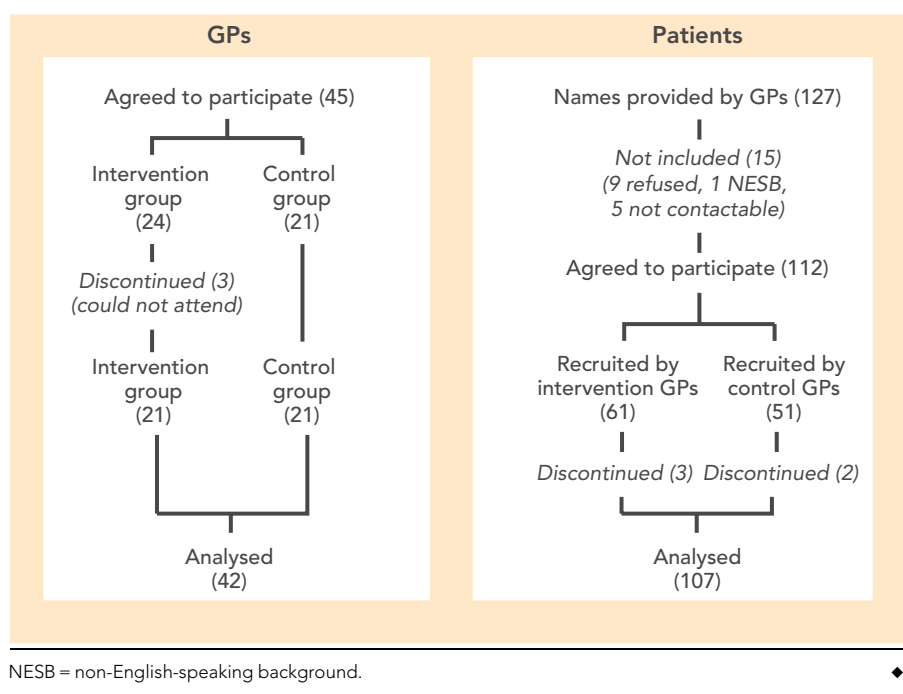 GPs
Agreed to participate (45)
Intervention
group
(24)
Control
group
(21)
Discontinued (3)
(could not attend)
Intervention
group
(21)
Control
group
(21)
Analysed
(42)
Patients
Names provided by GPs (127)
Not included (15)
(9 refused, 1 NESB,
5 not contactable)
Agreed to participate (112)
Recruited by
intervention GPs
(61)
Recruited by
control GPs
(51)
Discontinued (3)
Discontinued (2)
Analysed
(107)
NESB = non-English-speaking background.